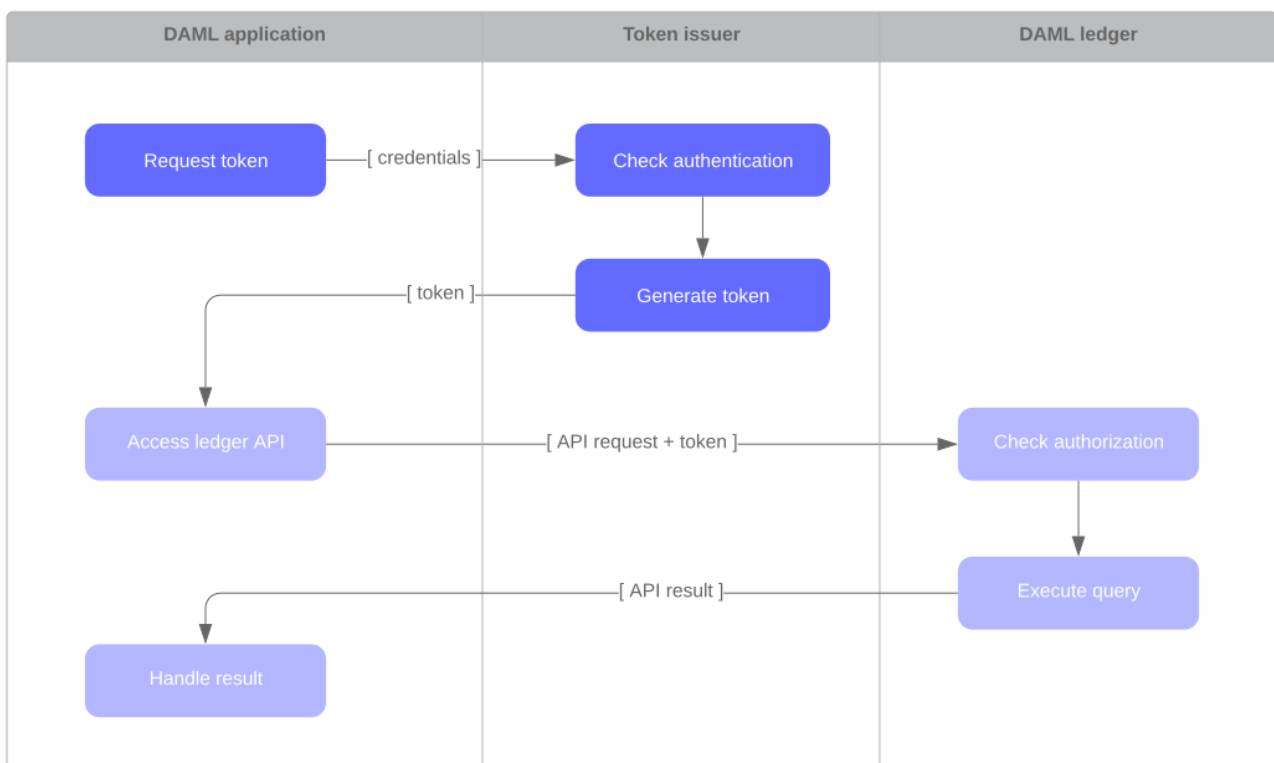 DAML application
Token issuer
DAML ledger
Request token
[ credentials ]
Check authentication
[ token ]
Generate token
Access ledger API
[ API request + token ]
Check authorization
[ API result ]
Execute query
Handle result